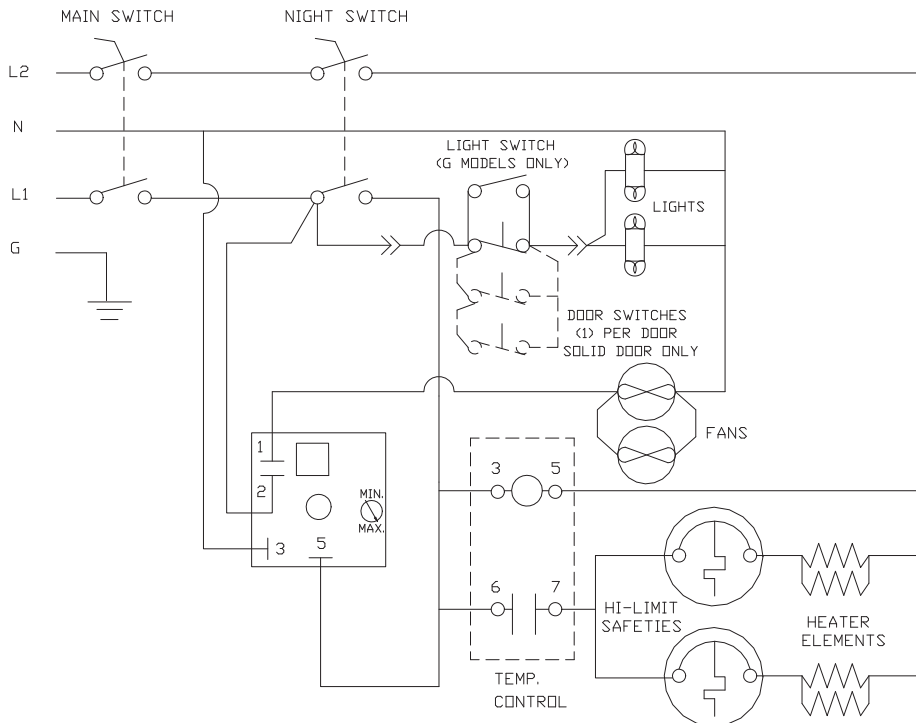 MAIN SWITCH
NIGHT SWITCH
L2
N
LIGHT SWITCH
(G MODELS ONLY)
L1
LIGHTS
G
DOOR SWITCHES
(1) PER DOOR
SOLID DOOR ONLY
FANS
1
2
MIN.
MAX.
3
5
3
5
6
7
HI-LIMIT
SAFETIES
HEATER
ELEMENTS
TEMP.
CONTROL